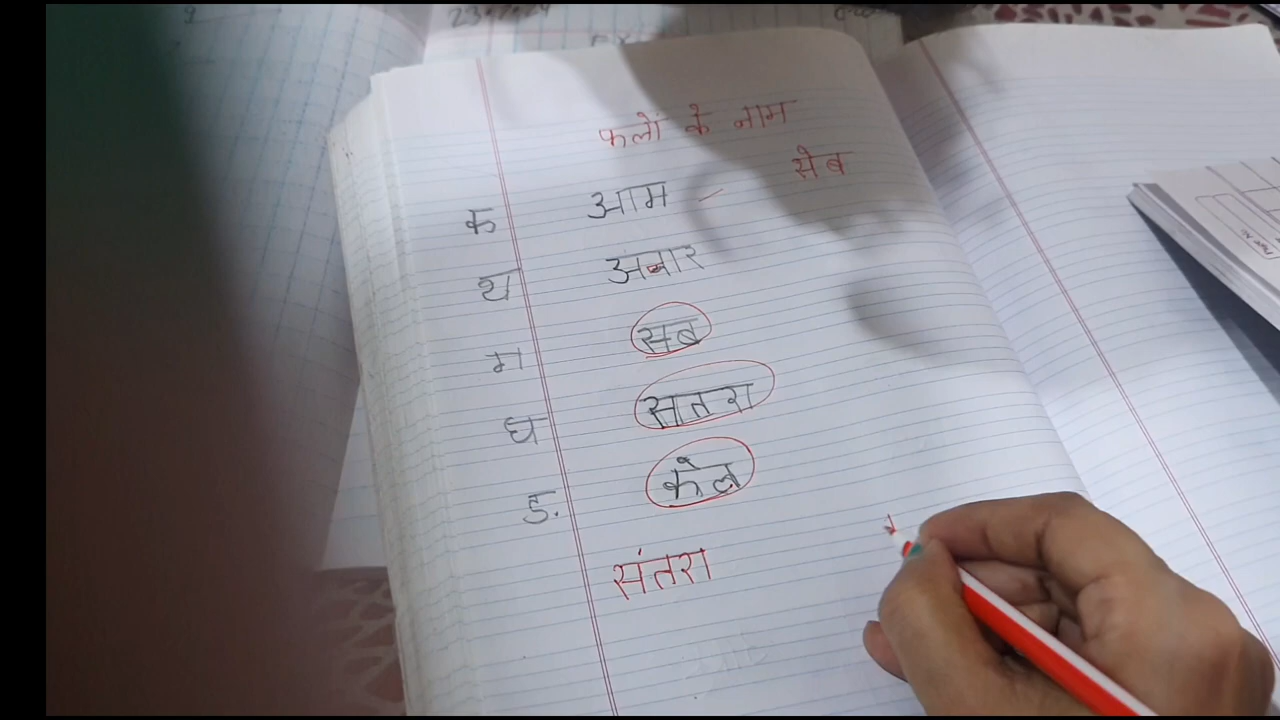 फलों के नाम
सेब
क आम
थ अनार
म सब
घ सतरा
ङ. केल
संतरा